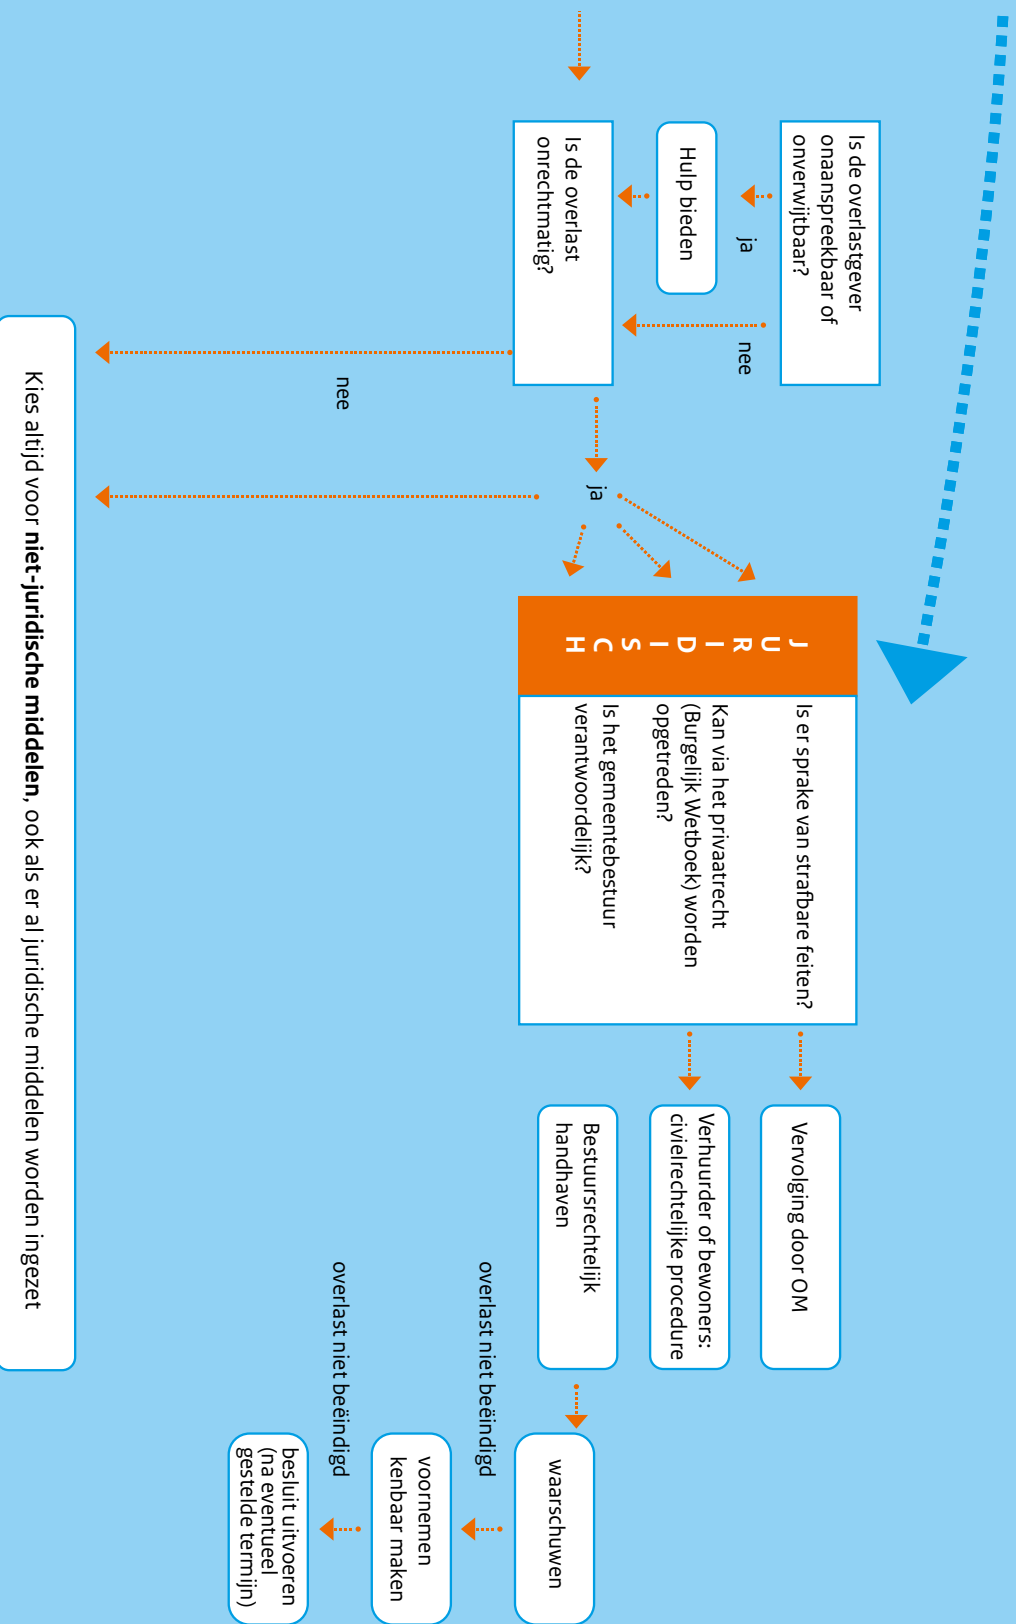 Is de overlastgever
onaanspreekbaar of
onverwijtbaar?
ja
nee
Hulp bieden
Is de overlast
onrechtmatig?
ja
nee
JURIDISCH
Is er sprake van strafbare feiten?
Kan via het privaatrecht
(Burgelijk Wetboek) worden
opgetreden?
Is het gemeentebestuur
verantwoordelijk?
Vervolging door OM
Verhuurder of bewoners:
civielrechtelijke procedure
Bestuursrechtelijk
handhaven
waarschuwen
overlast niet beëindigd
voornemen
kenbaar maken
overlast niet beëindigd
besluit uitvoeren
(na eventueel
gestelde termijn)
Kies altijd voor niet-juridische middelen, ook als er al juridische middelen worden ingezet